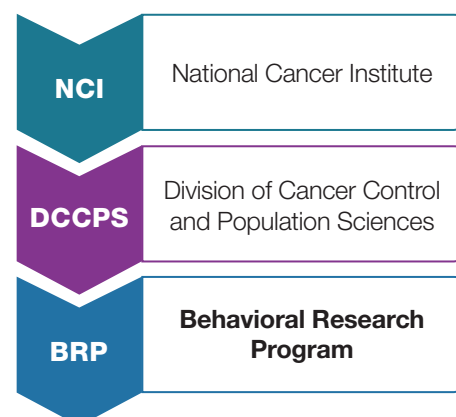 NCI
National Cancer Institute
DCCPS
Division of Cancer Control
and Population Sciences
BRP
Behavioral Research
Program